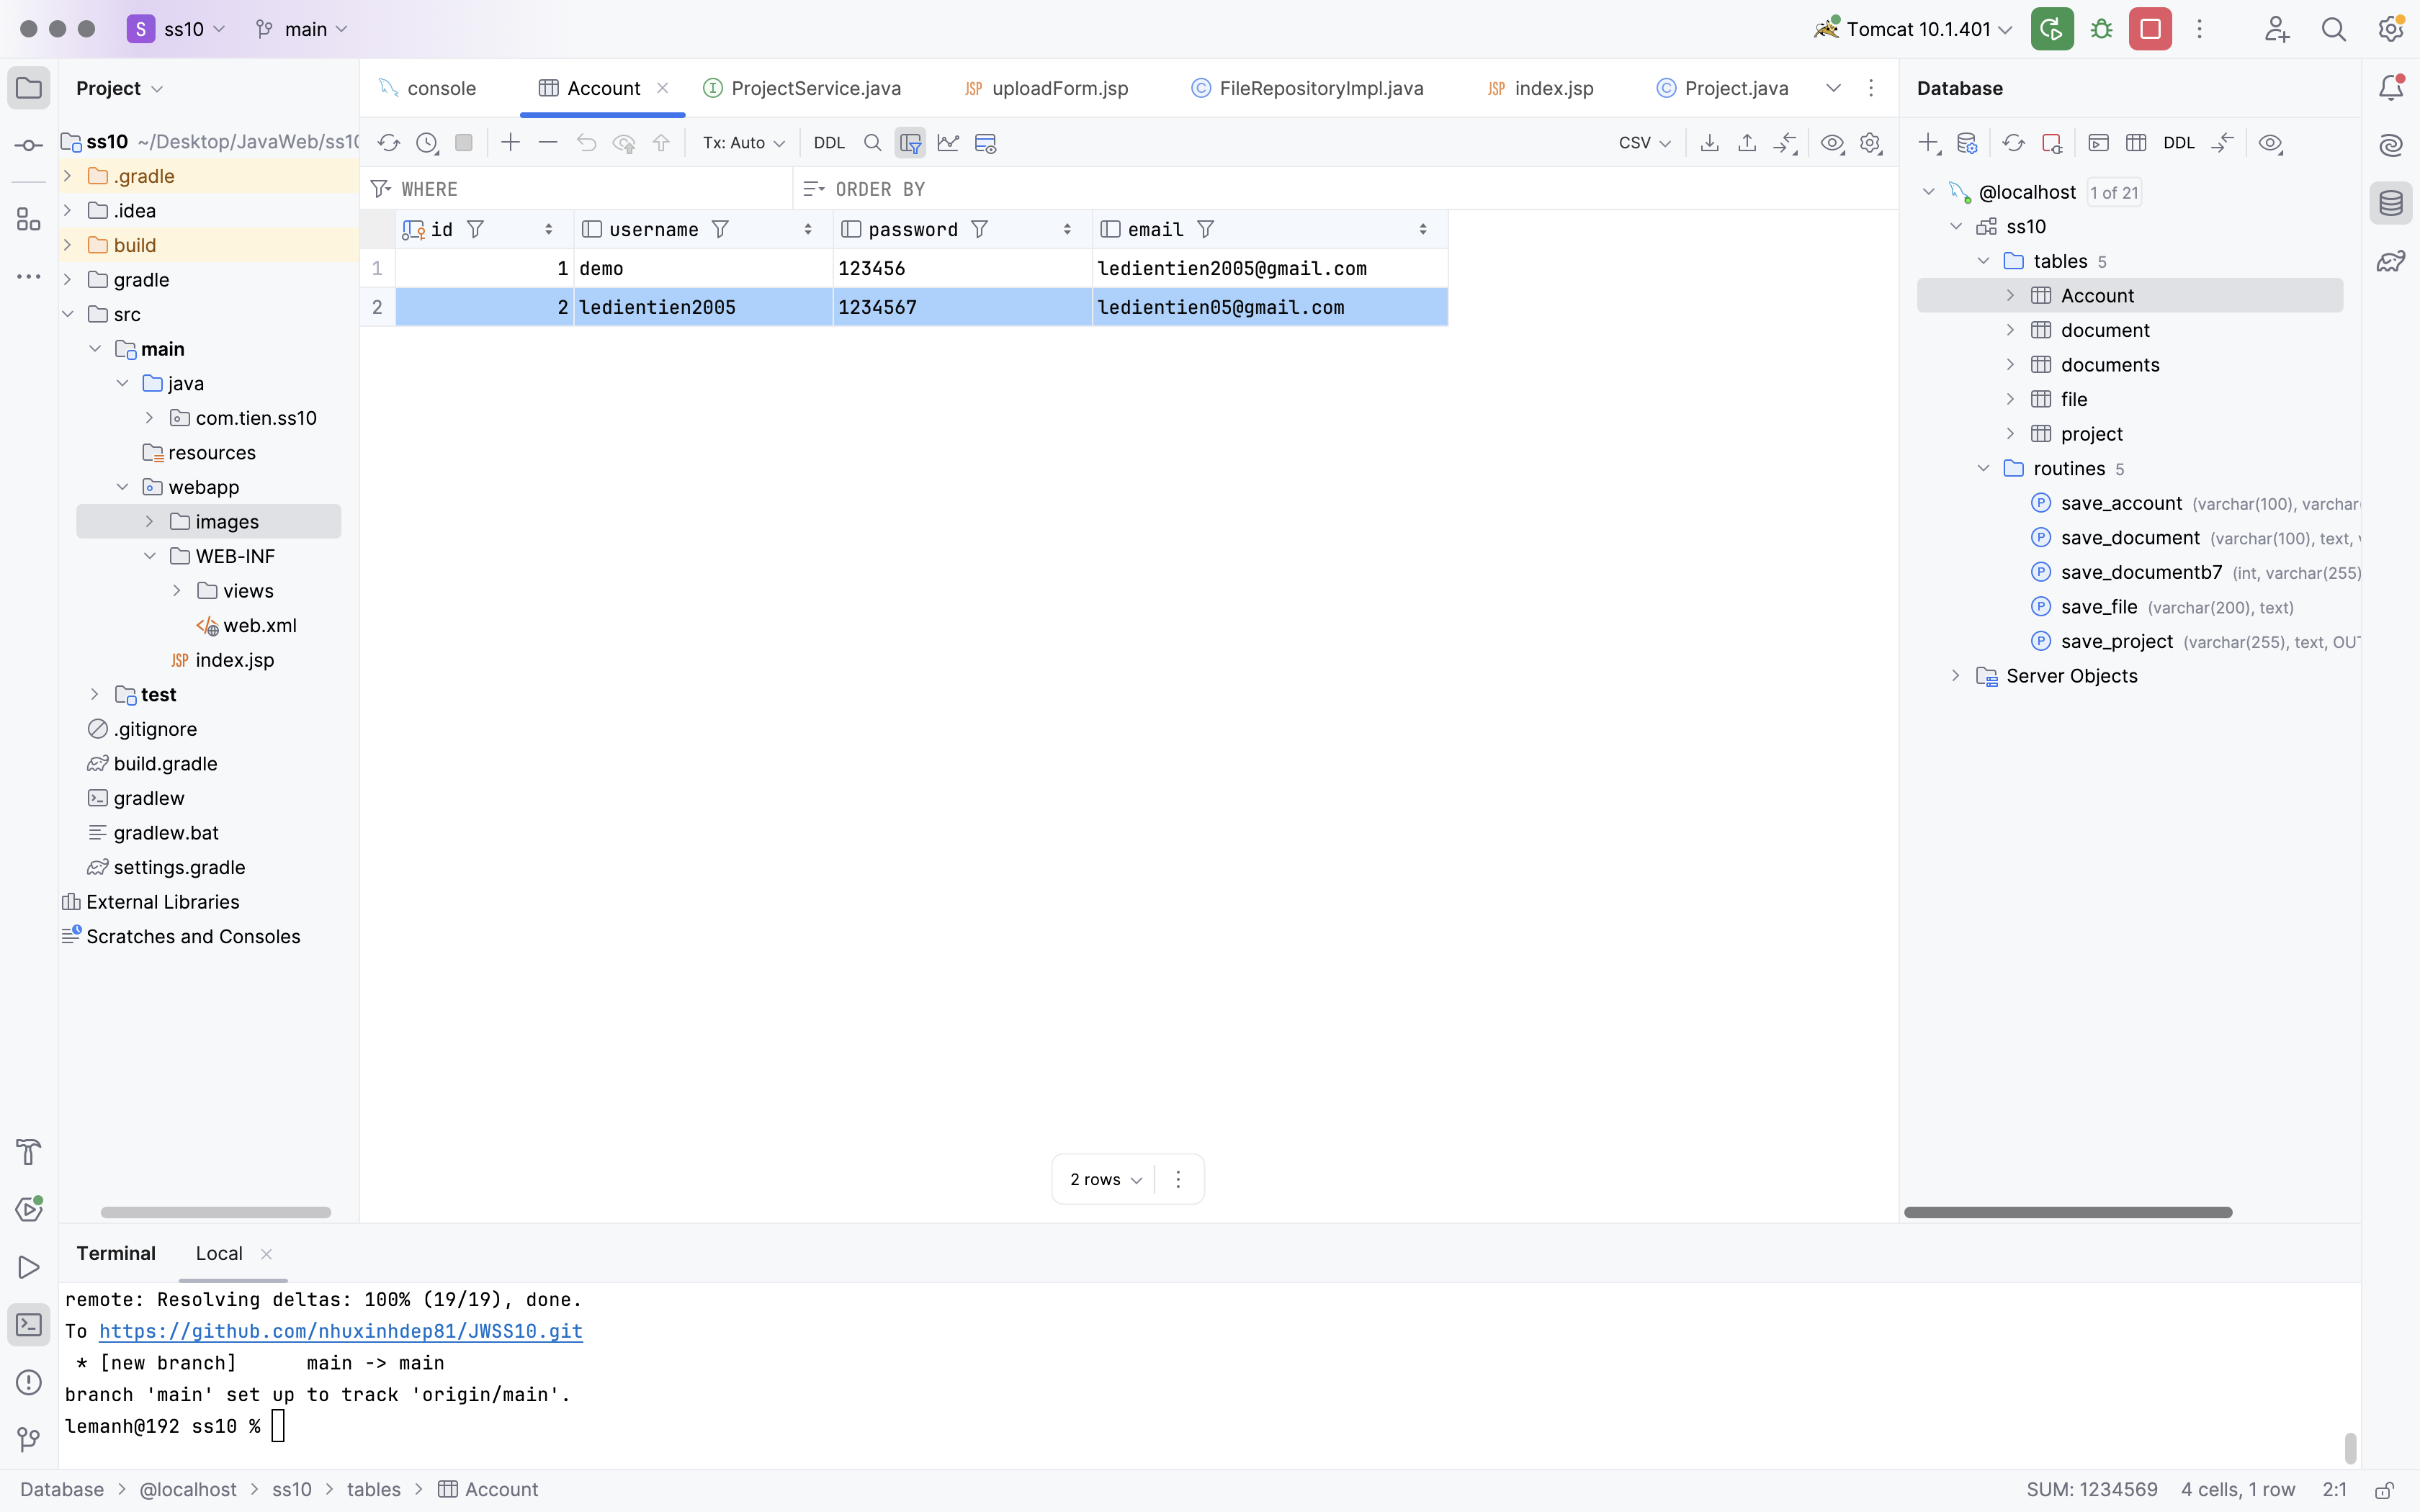 S ss10 main Tomcat 10.1.401
Project
console Account ProjectService.java JSP uploadForm.jsp FileRepositoryImpl.java JSP index.jsp Project.java
Database
ss10 ~/Desktop/JavaWeb/ss10
.gradle
.idea
build
gradle
src
main
java
com.tien.ss10
resources
webapp
images
WEB-INF
views
web.xml
JSP index.jsp
test
.gitignore
build.gradle
gradlew
gradlew.bat
settings.gradle
External Libraries
Scratches and Consoles
Tx: Auto DDL CSV
WHERE ORDER BY
id username password email
1 1 demo 123456 ledientien2005@gmail.com
2 2 ledientien2005 1234567 ledientien05@gmail.com
2 rows
DDL
@localhost 1 of 21
ss10
tables 5
Account
document
documents
file
project
routines 5
save_account (varchar(100), varchar
save_document (varchar(100), text,
save_documentb7 (int, varchar(255)
save_file (varchar(200), text)
save_project (varchar(255), text, OUT
Server Objects
Terminal Local
remote: Resolving deltas: 100% (19/19), done.
To https://github.com/nhuxinhdep81/JWSS10.git
* [new branch] main -> main
branch 'main' set up to track 'origin/main'.
lemanh@192 ss10 %
Database > @localhost > ss10 > tables > Account
SUM: 1234569 4 cells, 1 row 2:1